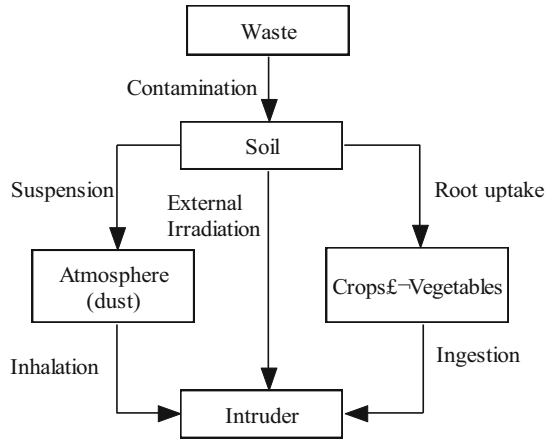 Waste
Contamination
Soil
Suspension
External
Irradiation
Root uptake
Atmosphere
(dust)
Crops£¬Vegetables
Inhalation
Ingestion
Intruder